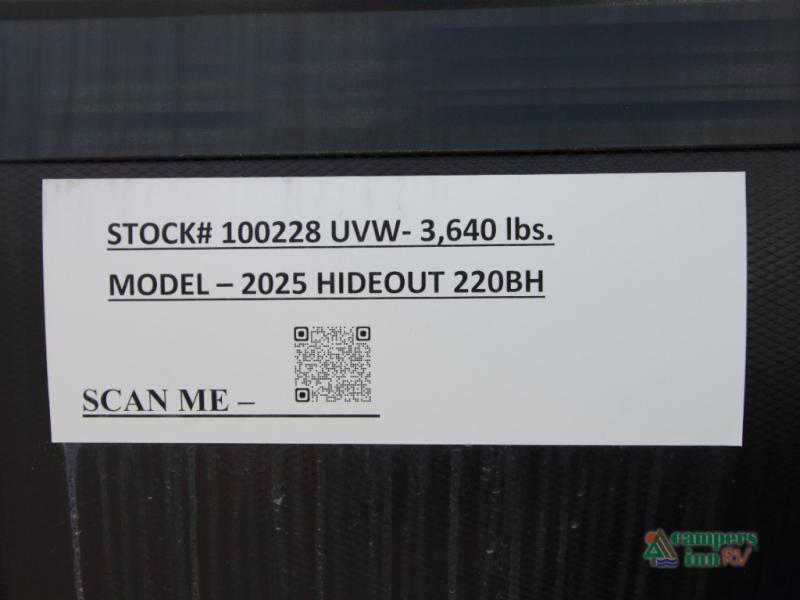 STOCK# 100228 UVW- 3,640 lbs.
MODEL – 2025 HIDEOUT 220BH
SCAN ME –
campers
inn RV